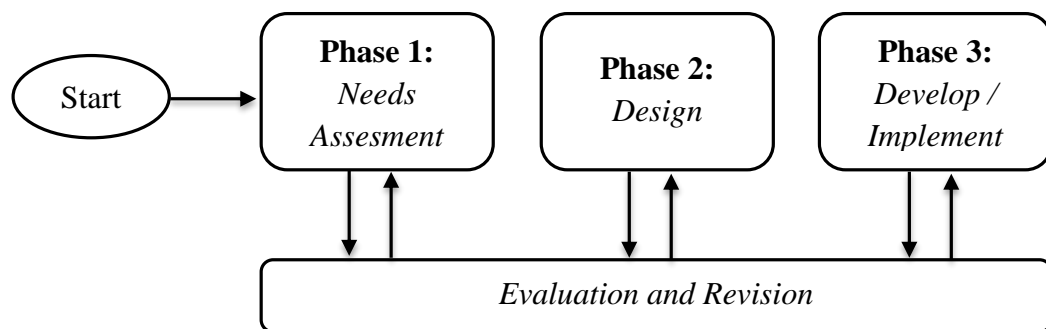 Start
Phase 1:
Needs
Assesment
Phase 2:
Design
Phase 3:
Develop /
Implement
Evaluation and Revision